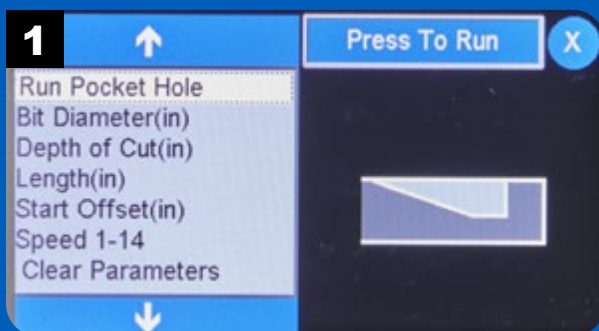 1
Press To Run
X
Run Pocket Hole
Bit Diameter(in)
Depth of Cut(in)
Length(in)
Start Offset(in)
Speed 1-14
Clear Parameters